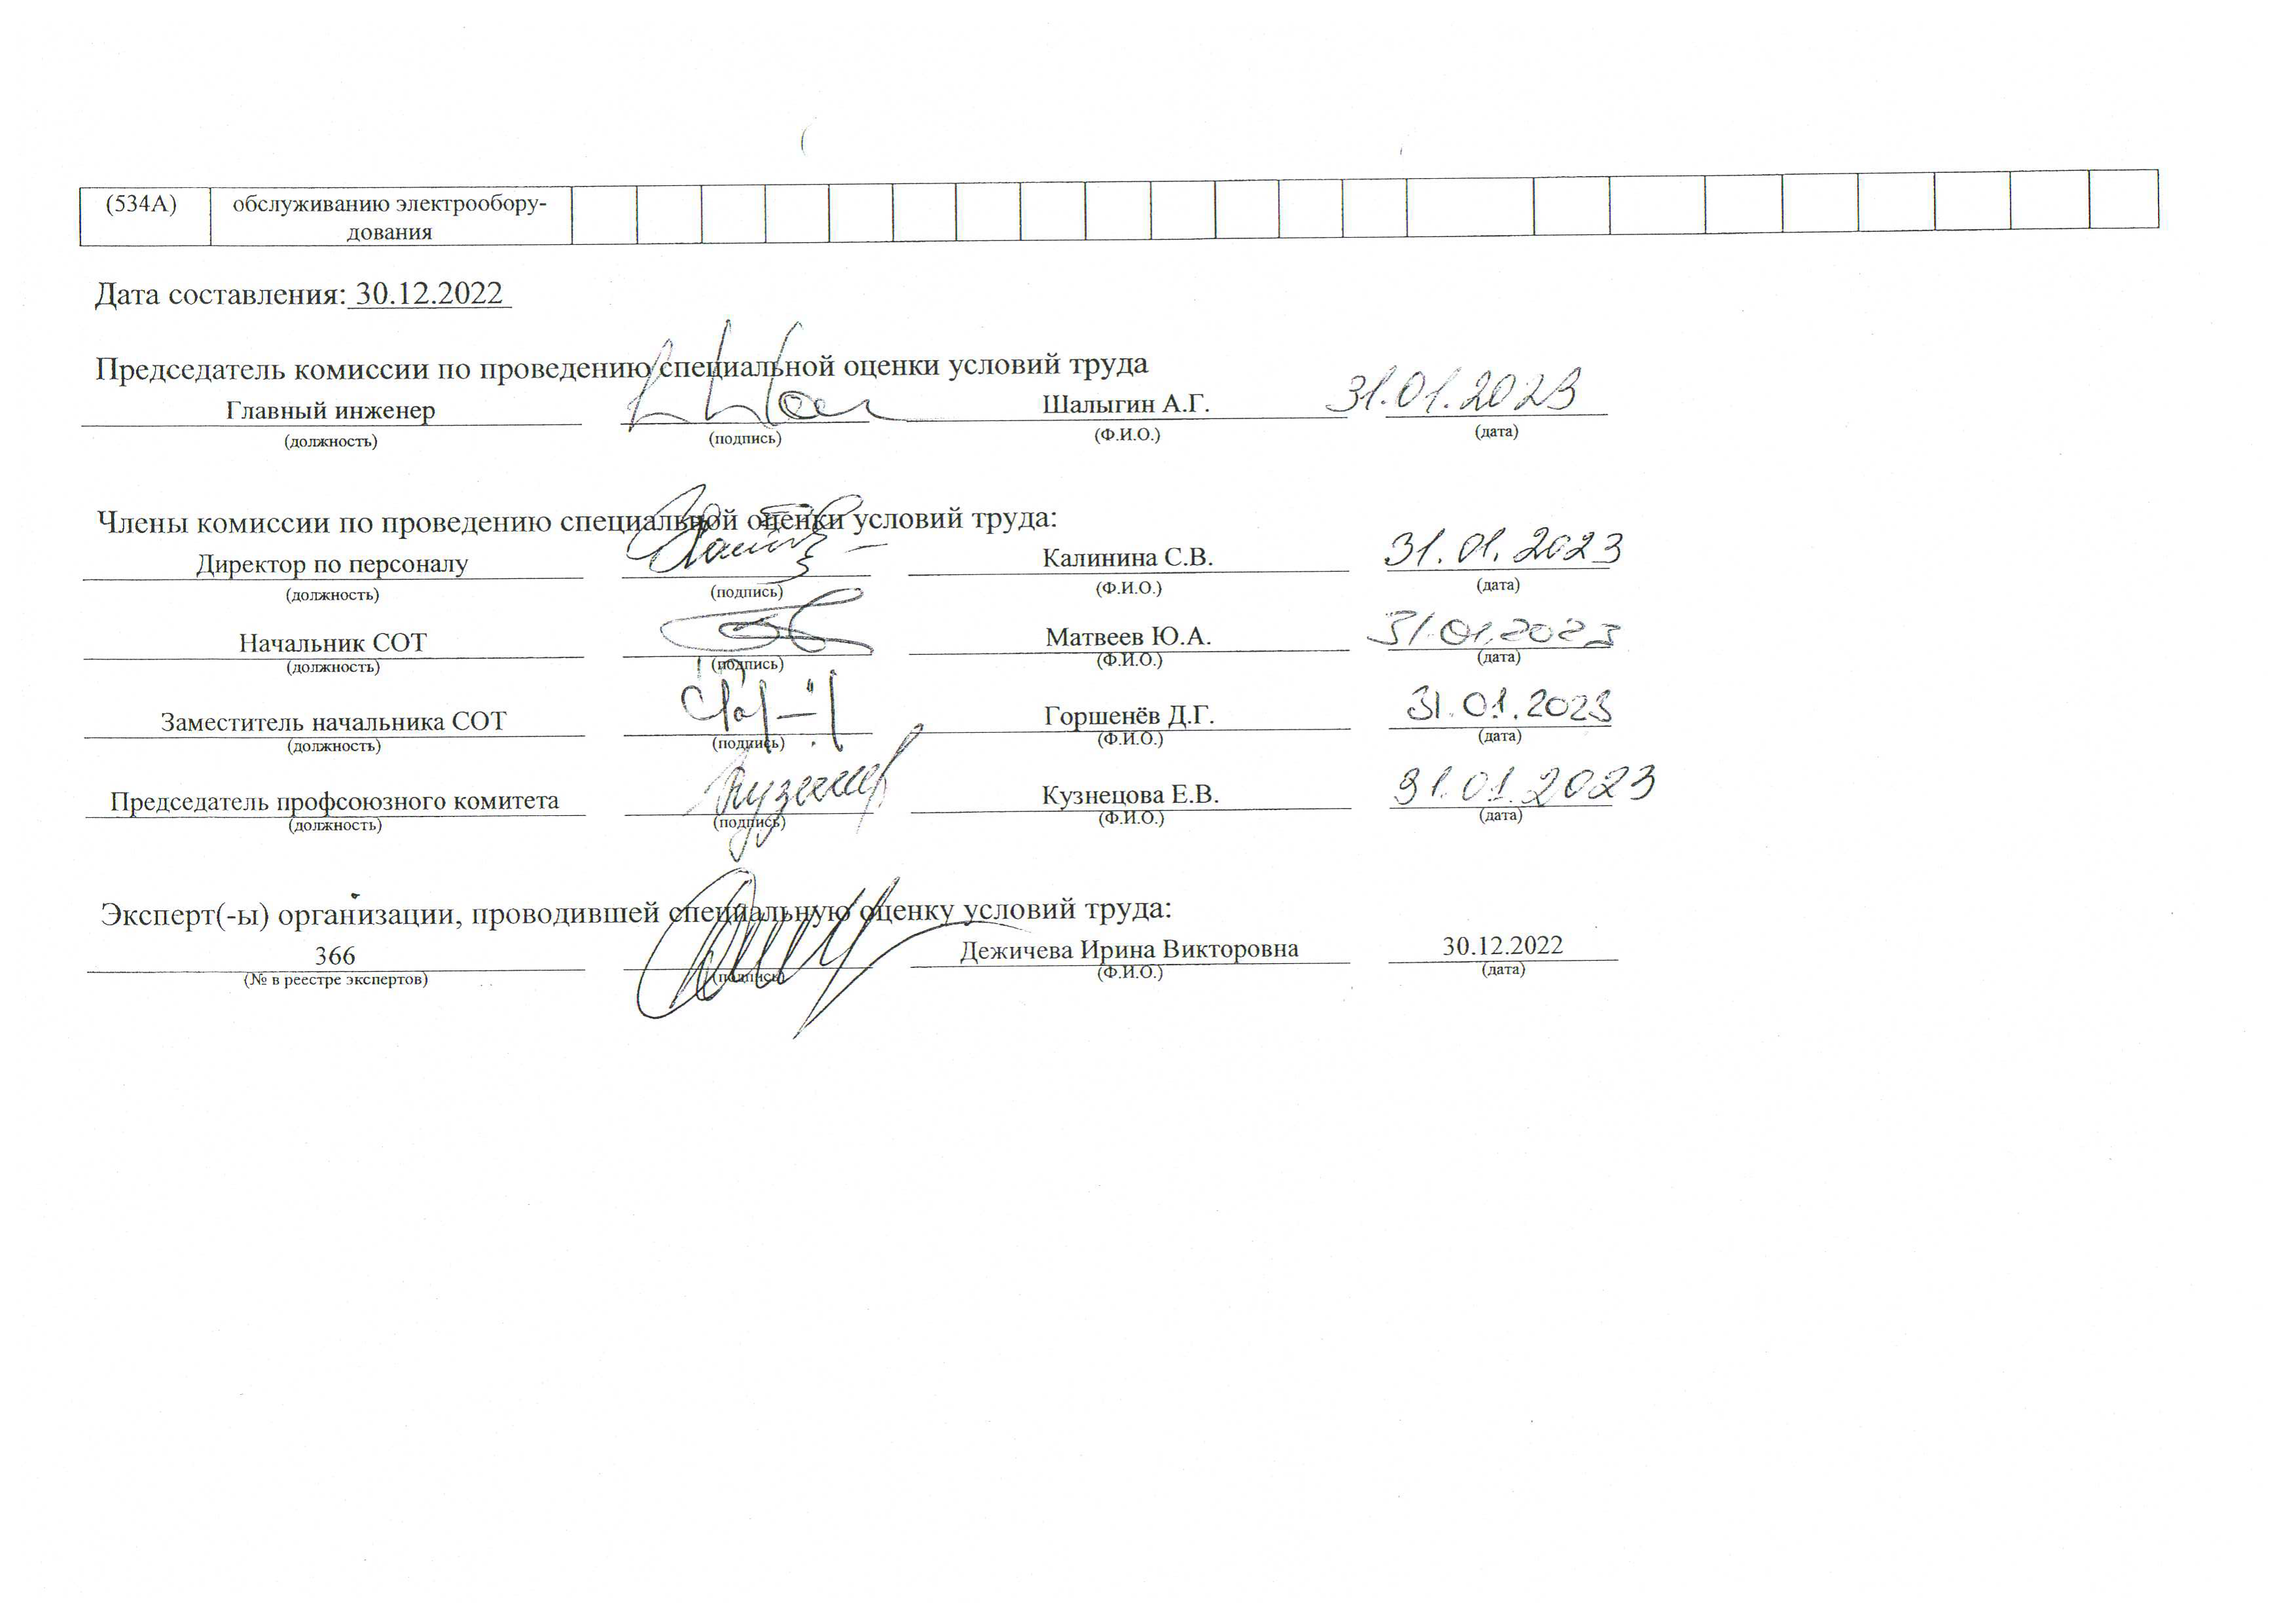 (534А) обслуживанию электрообору-
дования
Дата составления: 30.12.2022
Председатель комиссии по проведению специальной оценки условий труда
Главный инженер Шалыгин А.Г. 31.01.2023
(должность) (подпись) (Ф.И.О.) (дата)
Члены комиссии по проведению специальной оценки условий труда:
Директор по персоналу Калинина С.В. 31.01.2023
(должность) (подпись) (Ф.И.О.) (дата)
Начальник СОТ Матвеев Ю.А. 31.01.2023
(должность) (подпись) (Ф.И.О.) (дата)
Заместитель начальника СОТ Горшенёв Д.Г. 31.01.2023
(должность) (подпись) (Ф.И.О.) (дата)
Председатель профсоюзного комитета Кузнецова Е.В. 31.01.2023
(должность) (подпись) (Ф.И.О.) (дата)
Эксперт(-ы) организации, проводившей специальную оценку условий труда:
366 Дежичева Ирина Викторовна 30.12.2022
(№ в реестре экспертов) (подпись) (Ф.И.О.) (дата)